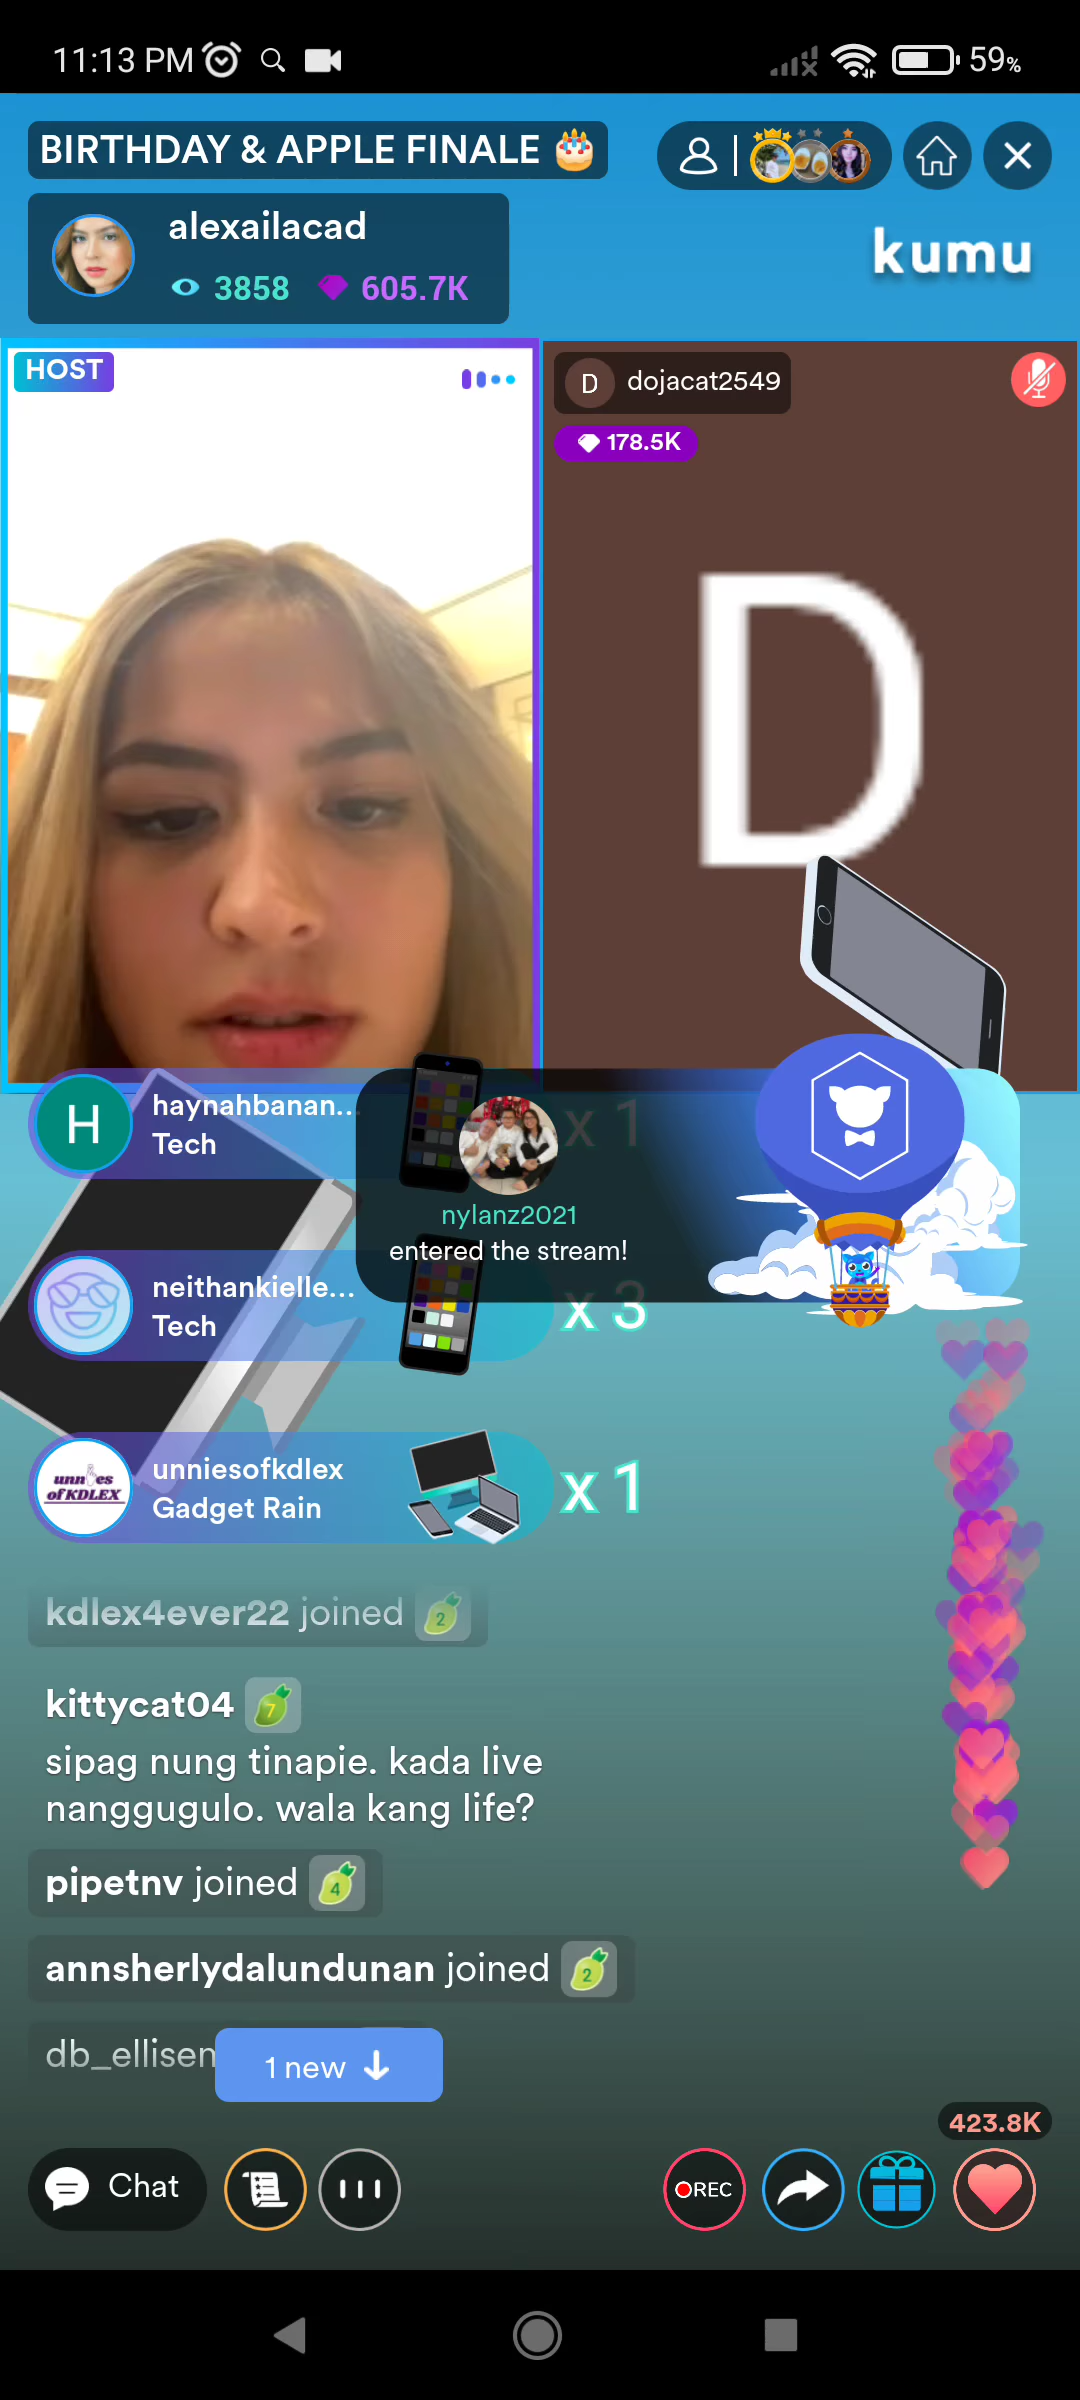 11:13 PM
59%
BIRTHDAY & APPLE FINALE 🎂
alexailacad
3858 605.7K
kumu
HOST
D dojacat2549
178.5K
D
H haynahbanan...
Tech
x 1
nylanz2021
entered the stream!
neithankielle...
Tech
x 3
unnies
ofKDLEX
unniesofkdlex
Gadget Rain
x 1
kdlex4ever22 joined 2
kittycat04 7
sipag nung tinapie. kada live
nanggugulo. wala kang life?
pipetnv joined 4
annsherlydalundunan joined 2
1 new
423.8K
Chat
REC